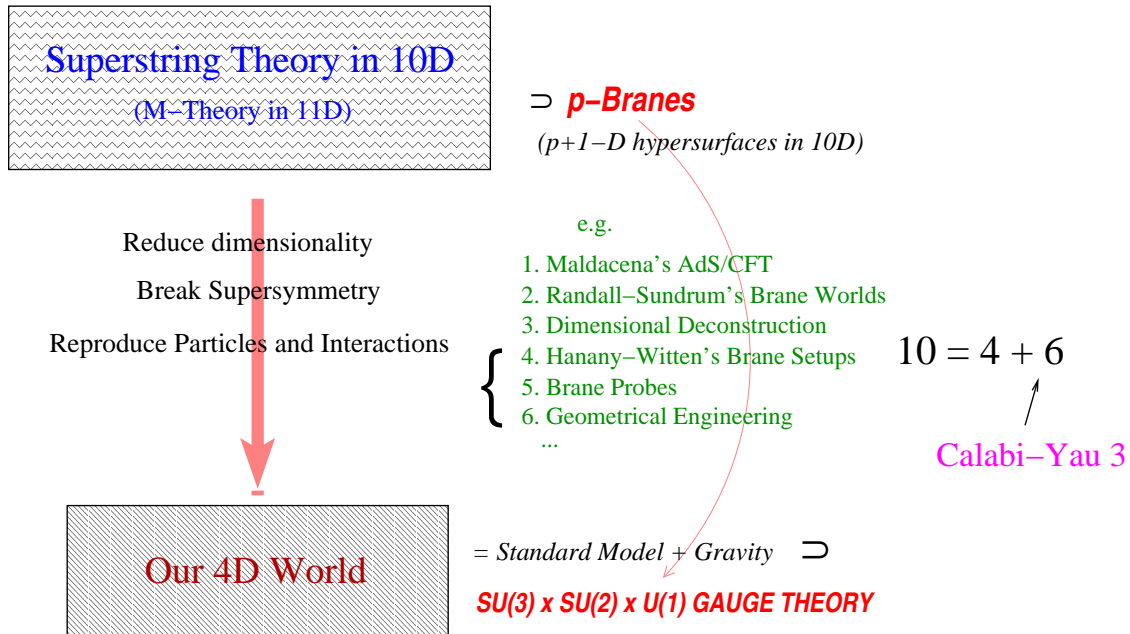 Superstring Theory in 10D
(M−Theory in 11D)
⊃ p−Branes
(p+1−D hypersurfaces in 10D)
Reduce dimensionality
Break Supersymmetry
Reproduce Particles and Interactions
e.g.
1. Maldacena's AdS/CFT
2. Randall−Sundrum's Brane Worlds
3. Dimensional Deconstruction
{
4. Hanany−Witten's Brane Setups
5. Brane Probes
6. Geometrical Engineering
...
10 = 4 + 6
Calabi−Yau 3
Our 4D World
= Standard Model + Gravity ⊃
SU(3) x SU(2) x U(1) GAUGE THEORY